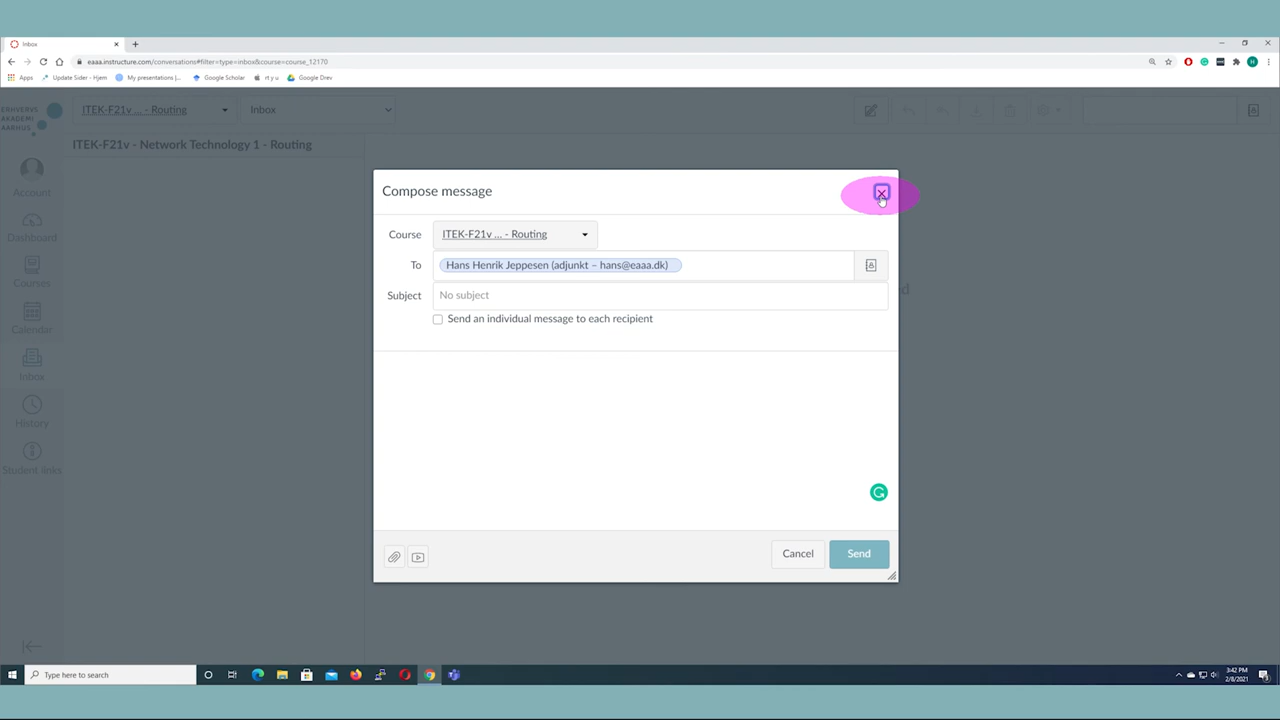 Inbox
eaaa.instructure.com/conversations#filter=type=inbox&course=course_12170
Apps Update Sider - Hjem My presentations |... Google Scholar rt y u Google Drev
ERHVERVS
AKADEMI
AARHUS
ITEK-F21v ... - Routing Inbox
ITEK-F21v - Network Technology 1 - Routing
Account
Dashboard
Courses
Calendar
Inbox
History
Student links
Compose message
Course ITEK-F21v ... - Routing
To Hans Henrik Jeppesen (adjunkt – hans@eaaa.dk)
Subject No subject
Send an individual message to each recipient
Cancel Send
Type here to search
3:42 PM
2/8/2021